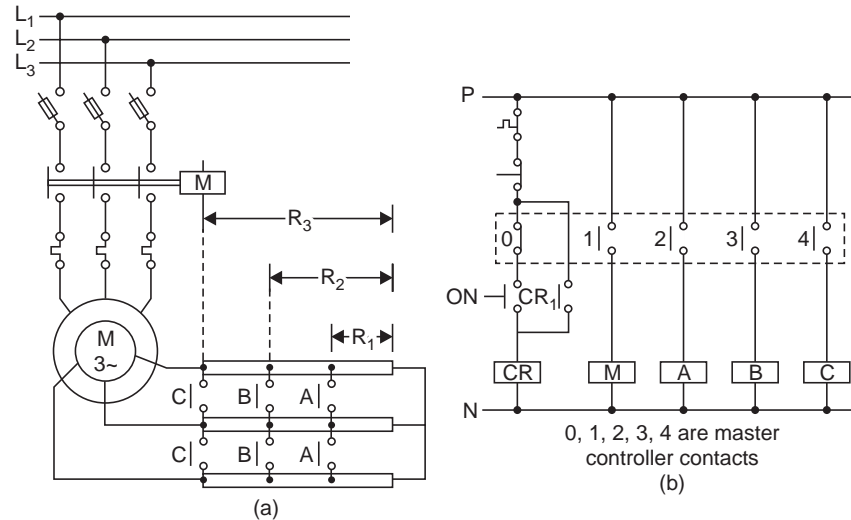 L1
L2
L3
M
R3
R2
R1
M
3~
C
B
A
C
B
A
(a)
P
0
1
2
3
4
ON
CR1
CR
M
A
B
C
N
0, 1, 2, 3, 4 are master
controller contacts
(b)